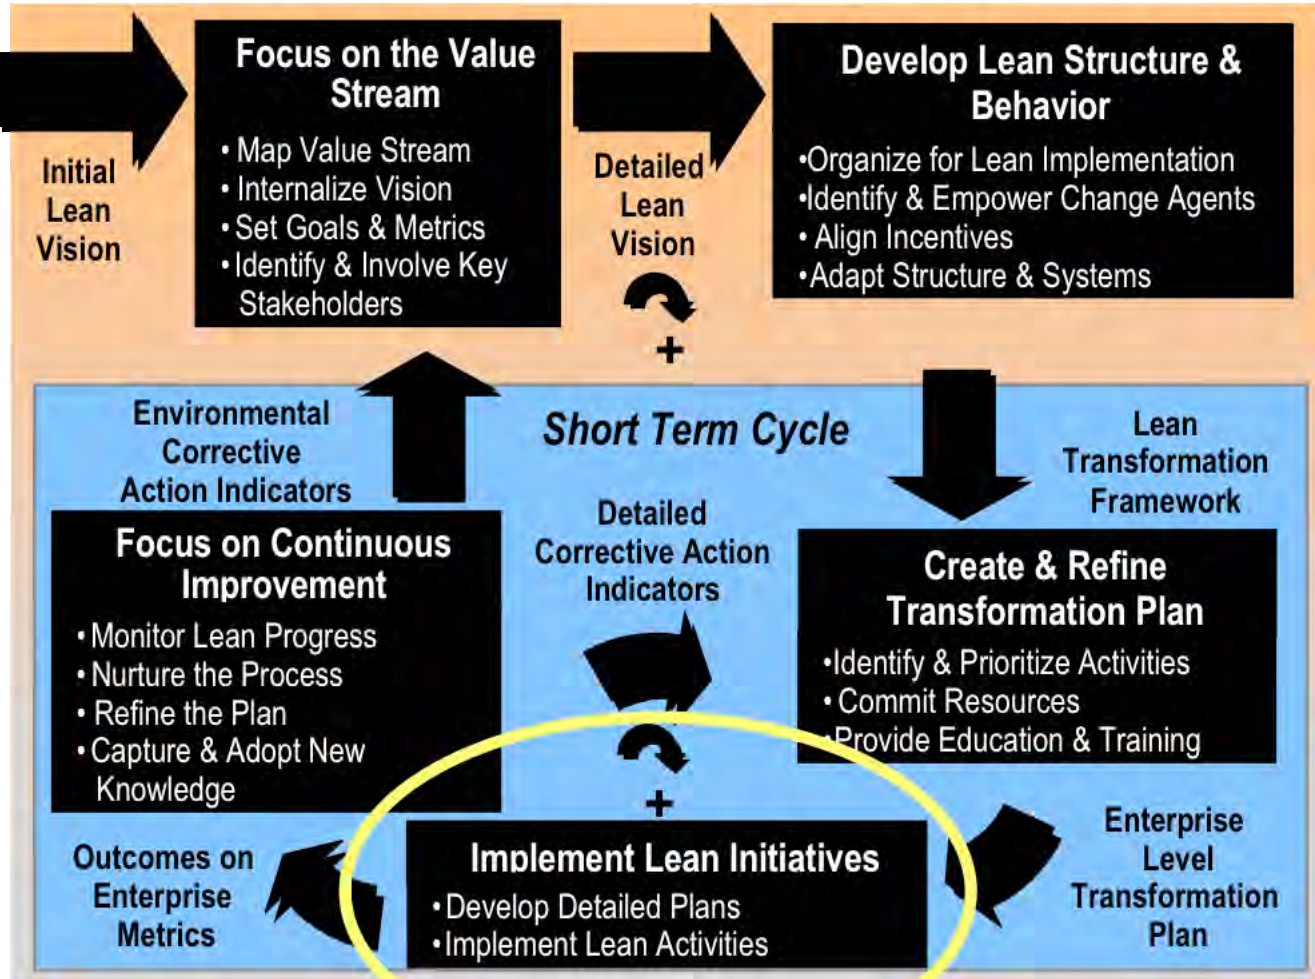 Focus on the Value
Stream
• Map Value Stream
• Internalize Vision
• Set Goals & Metrics
• Identify & Involve Key
Stakeholders
Initial
Lean
Vision
Detailed
Lean
Vision
+
Develop Lean Structure &
Behavior
•Organize for Lean Implementation
•Identify & Empower Change Agents
• Align Incentives
•Adapt Structure & Systems
Short Term Cycle
Environmental
Corrective
Action Indicators
Lean
Transformation
Framework
Focus on Continuous
Improvement
• Monitor Lean Progress
• Nurture the Process
• Refine the Plan
• Capture & Adopt New
Knowledge
Detailed
Corrective Action
Indicators
+
Create & Refine
Transformation Plan
•Identify & Prioritize Activities
• Commit Resources
•Provide Education & Training
Outcomes on
Enterprise
Metrics
Implement Lean Initiatives
• Develop Detailed Plans
• Implement Lean Activities
Enterprise
Level
Transformation
Plan